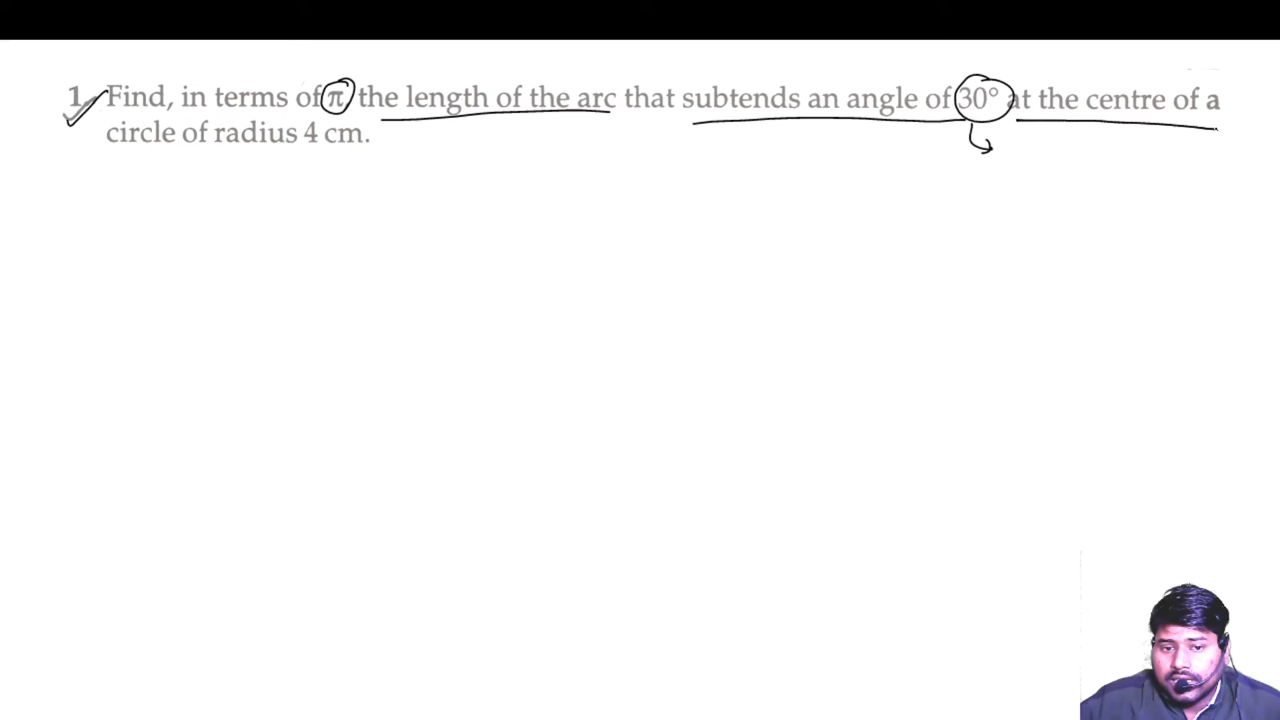 1. Find, in terms of π, the length of the arc that subtends an angle of 30° at the centre of a
circle of radius 4 cm.